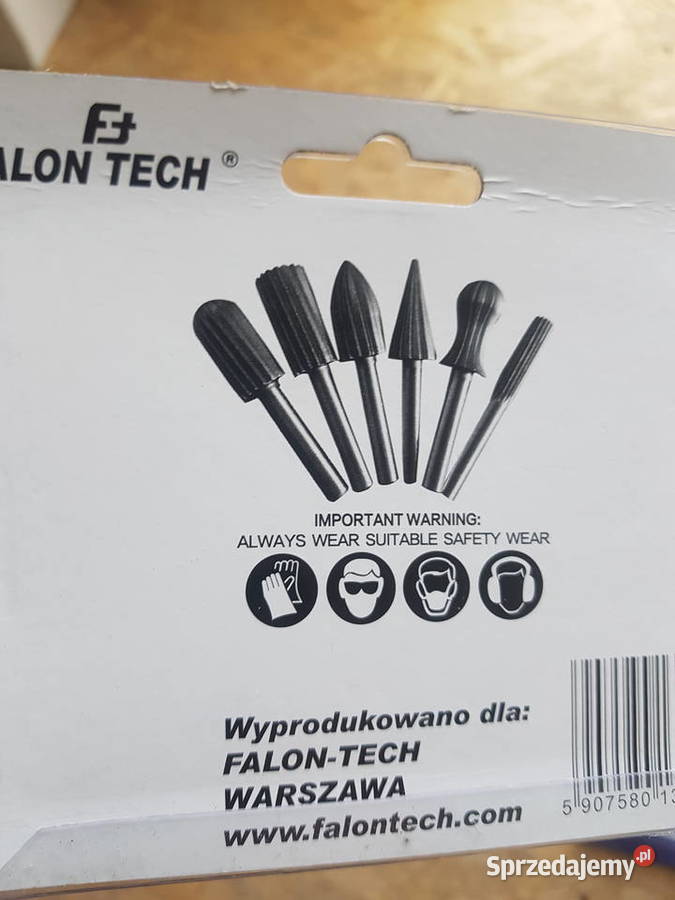 ALON TECH ®
IMPORTANT WARNING:
ALWAYS WEAR SUITABLE SAFETY WEAR
Wyprodukowano dla:
FALON-TECH
WARSZAWA
www.falontech.com
5 907580 13
Sprzedajemy.pl